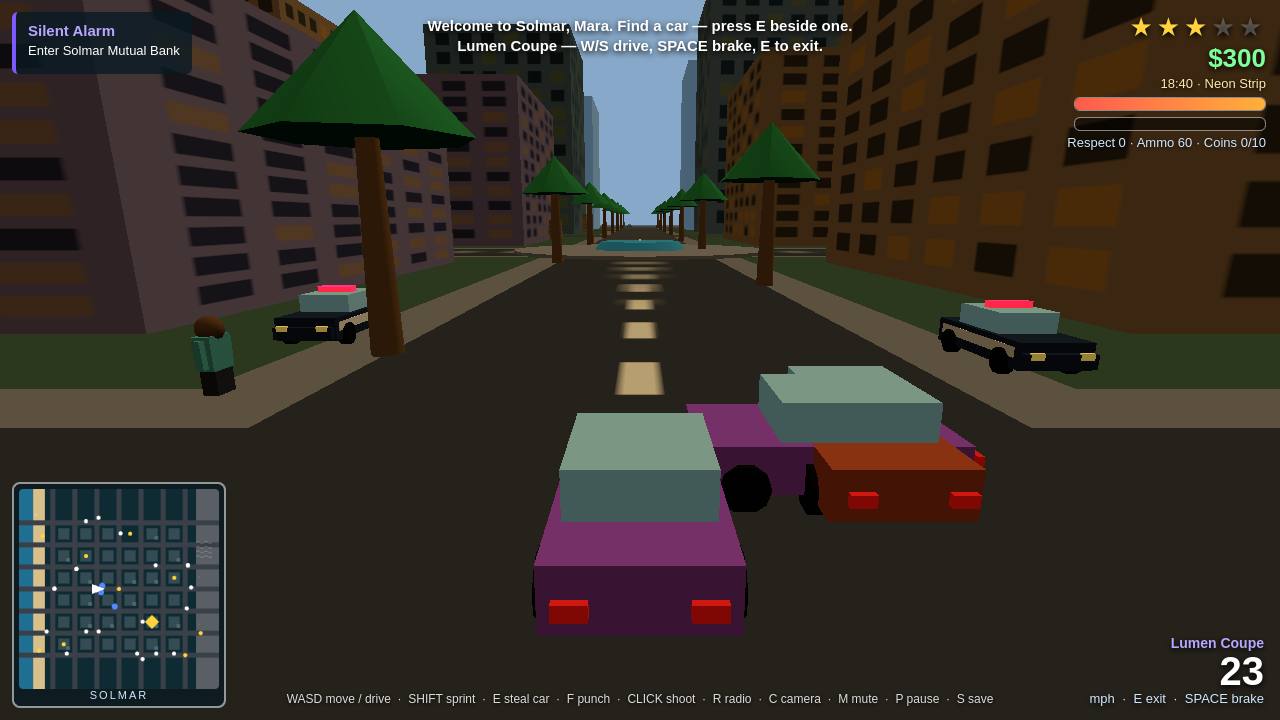 Silent Alarm
Enter Solmar Mutual Bank
Welcome to Solmar, Mara. Find a car — press E beside one.
Lumen Coupe — W/S drive, SPACE brake, E to exit.
$300
18:40 · Neon Strip
Respect 0 · Ammo 60 · Coins 0/10
SOLMAR
WASD move / drive · SHIFT sprint · E steal car · F punch · CLICK shoot · R radio · C camera · M mute · P pause · S save
Lumen Coupe
23
mph · E exit · SPACE brake